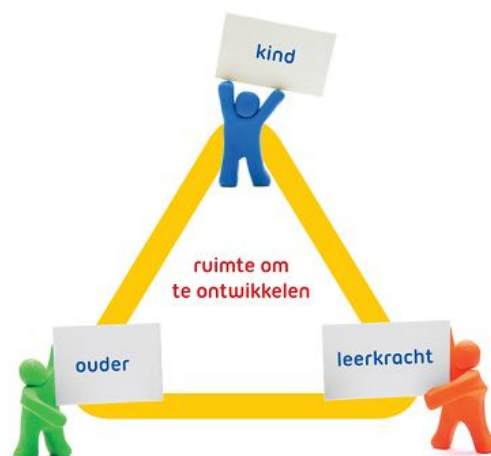 kind
ruimte om
te ontwikkelen
ouder
leerkracht